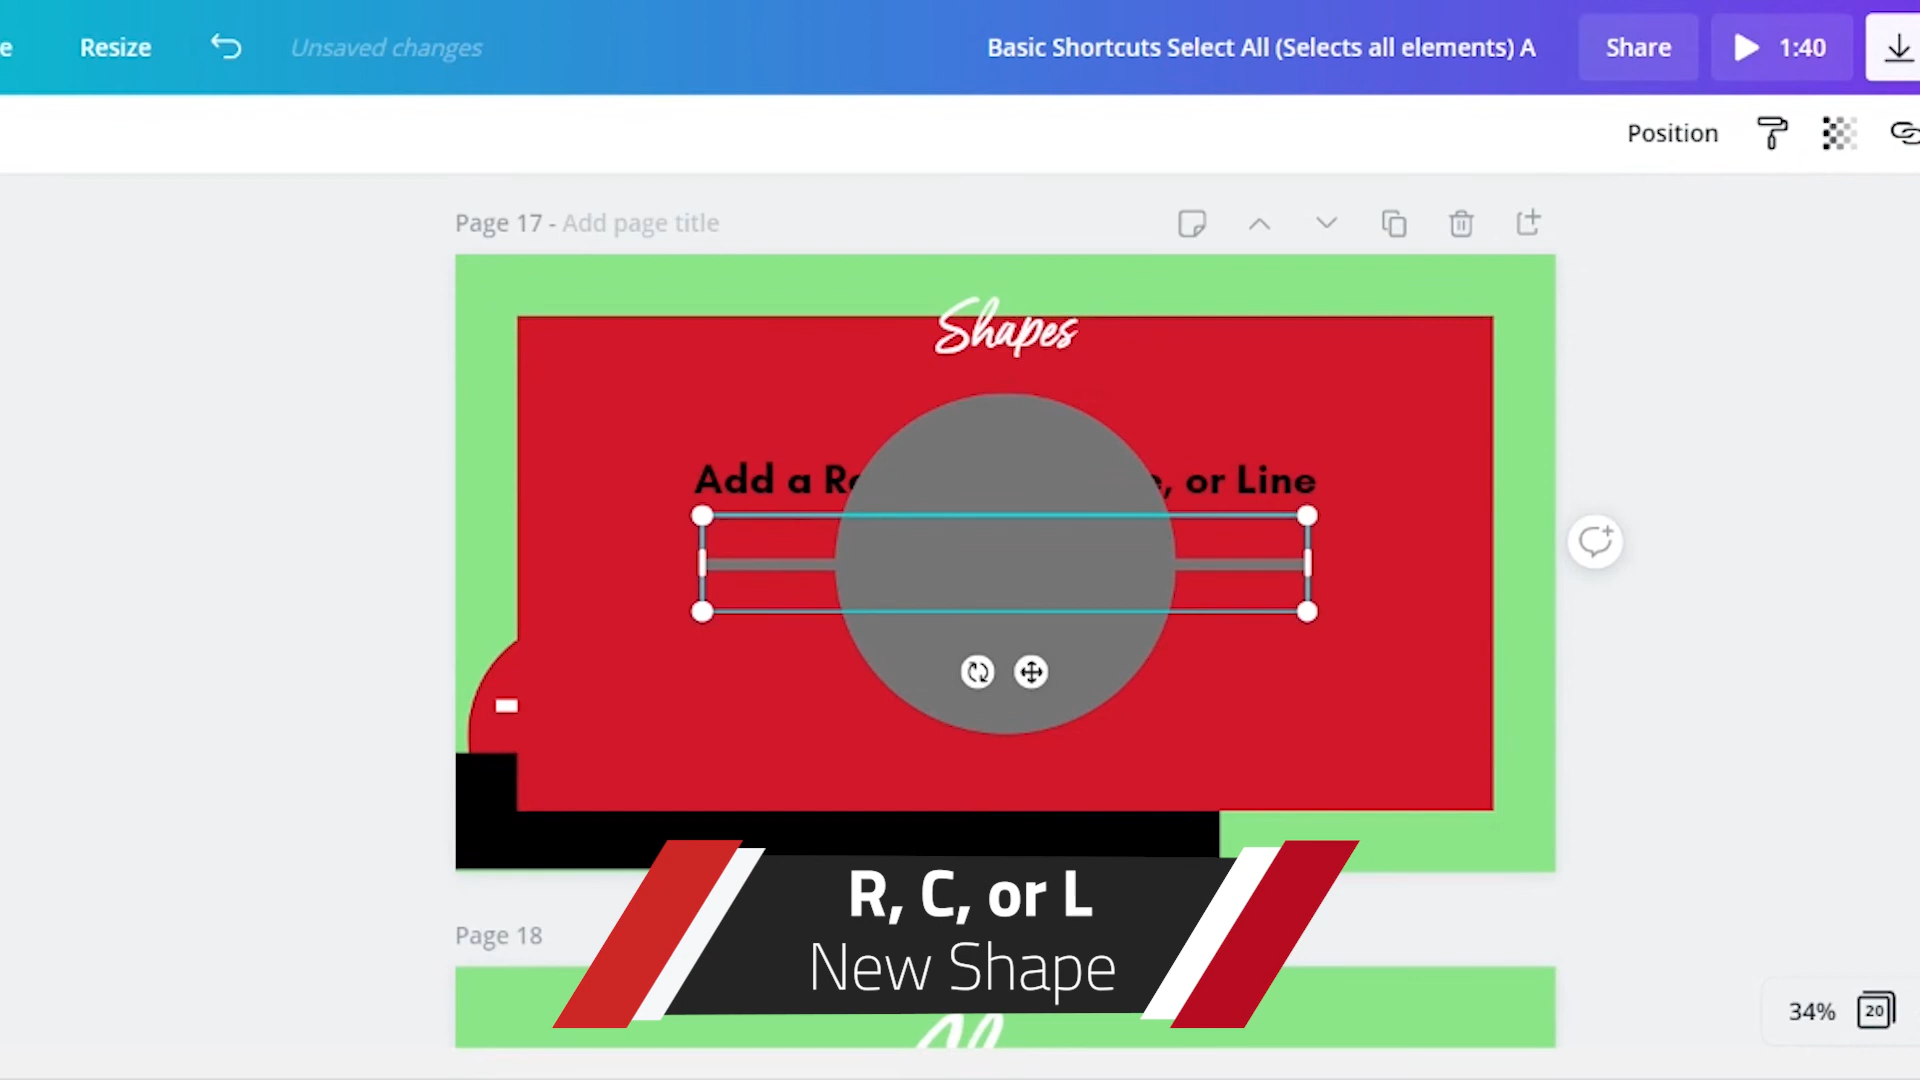 Resize
Unsaved changes
Basic Shortcuts Select All (Selects all elements) A
Share
1:40
Position
Page 17 - Add page title
Shapes
Add a
, or Line
R, C, or L
New Shape
Page 18
34%
20